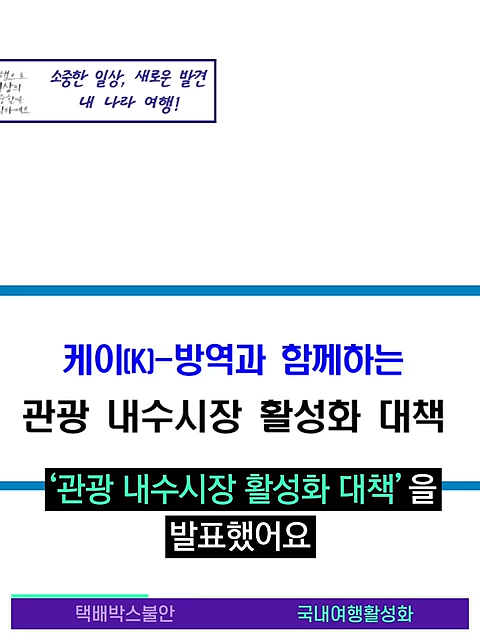 소중한 일상, 새로운 발견
내 나라 여행!
케이(K)-방역과 함께하는
관광 내수시장 활성화 대책
‘관광 내수시장 활성화 대책’을
발표했어요
택배박스불안 국내여행활성화